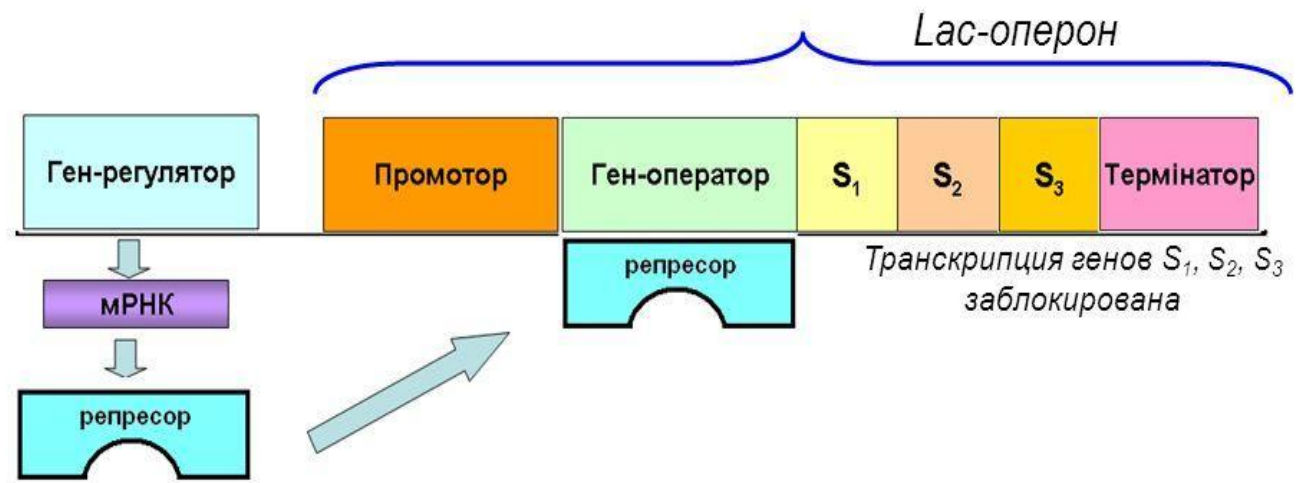 Lac-оперон
Ген-регулятор
Промотор
Ген-оператор
S₁
S₂
S₃
Термінатор
мРНК
репресор
репресор
Транскрипция генов S₁, S₂, S₃
заблокирована